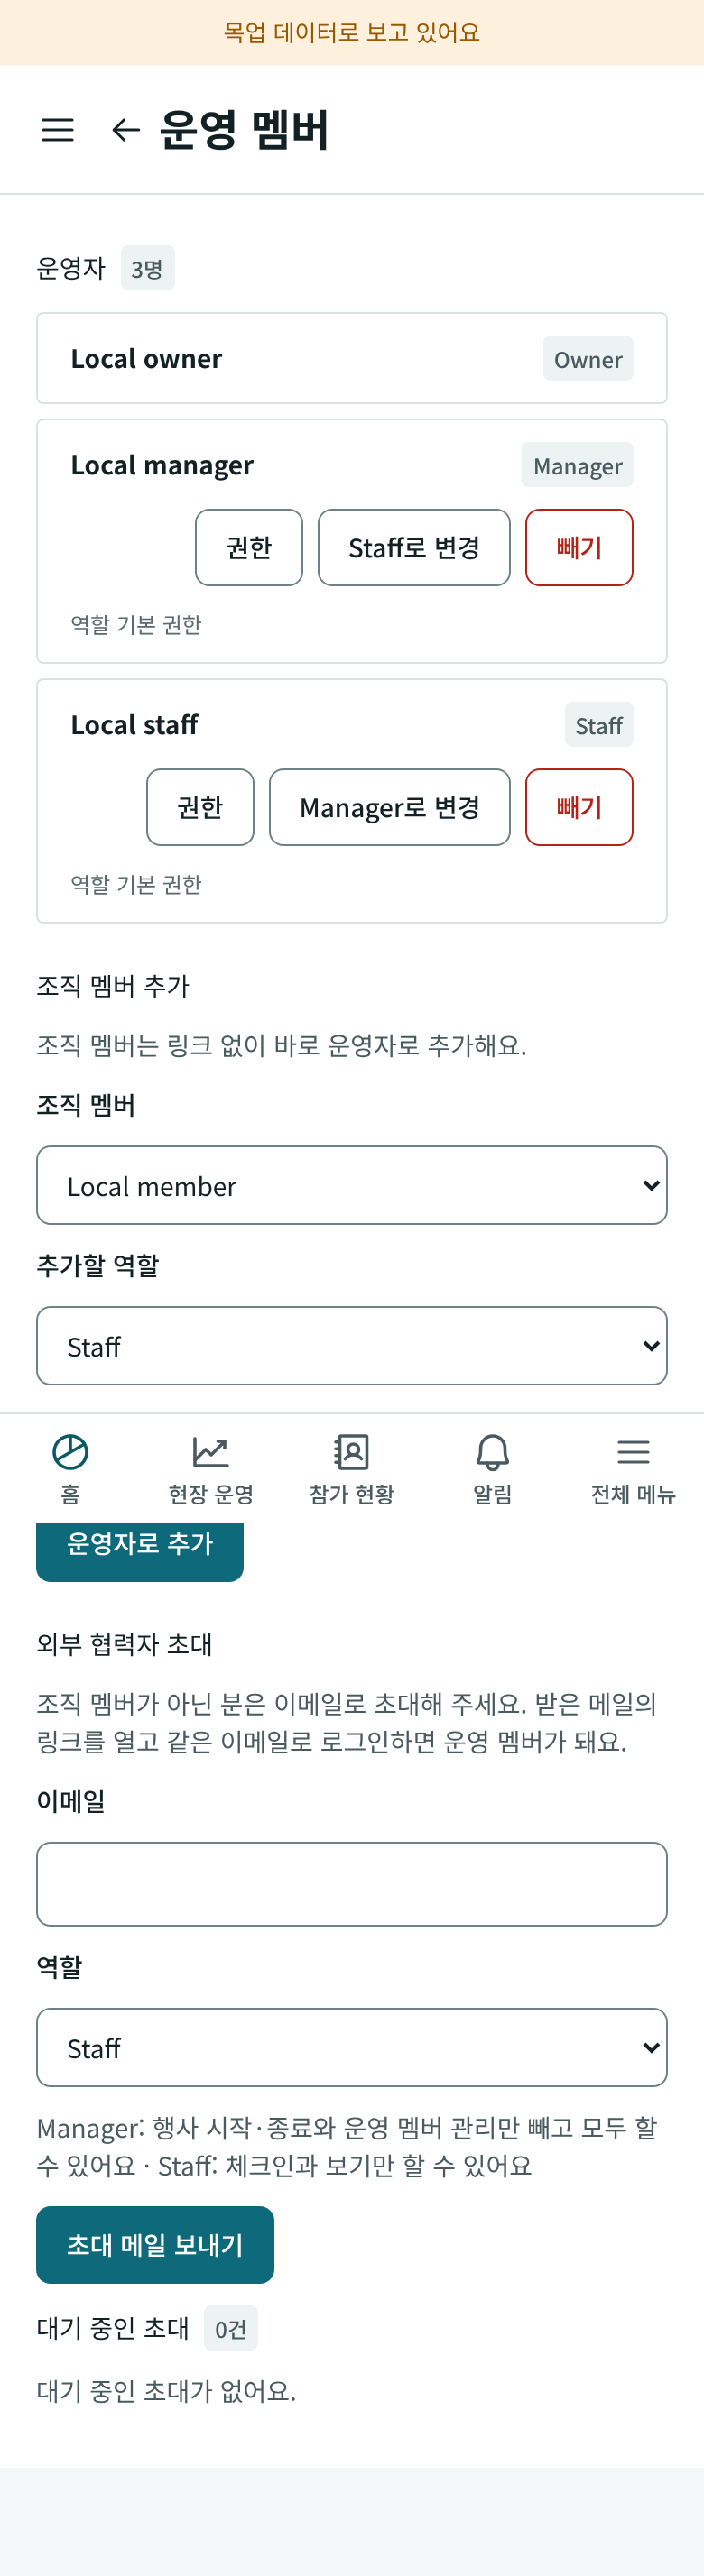 목업 데이터로 보고 있어요
운영 멤버
운영자 3명
Local owner Owner
Local manager Manager
권한 Staff로 변경 빼기
역할 기본 권한
Local staff Staff
권한 Manager로 변경 빼기
역할 기본 권한
조직 멤버 추가
조직 멤버는 링크 없이 바로 운영자로 추가해요.
조직 멤버
Local member
추가할 역할
Staff
홈 현장 운영 참가 현황 알림 전체 메뉴
운영자로 추가
외부 협력자 초대
조직 멤버가 아닌 분은 이메일로 초대해 주세요. 받은 메일의
링크를 열고 같은 이메일로 로그인하면 운영 멤버가 돼요.
이메일
역할
Staff
Manager: 행사 시작·종료와 운영 멤버 관리만 빼고 모두 할
수 있어요 · Staff: 체크인과 보기만 할 수 있어요
초대 메일 보내기
대기 중인 초대 0건
대기 중인 초대가 없어요.